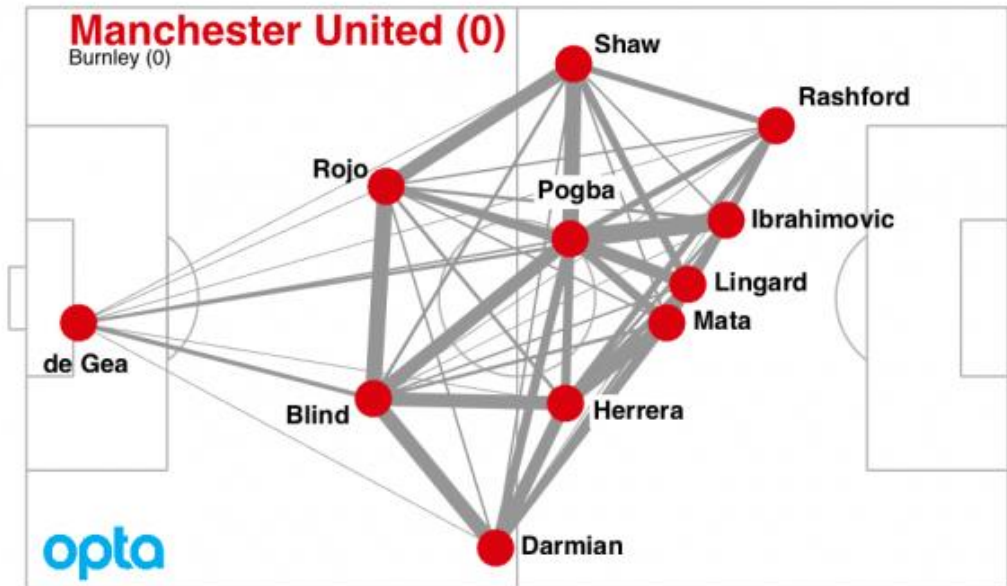 Manchester United (0)
Burnley (0)
Shaw
Rashford
Rojo
Pogba
Ibrahimovic
Lingard
Mata
de Gea
Blind
Herrera
Darmian
opta